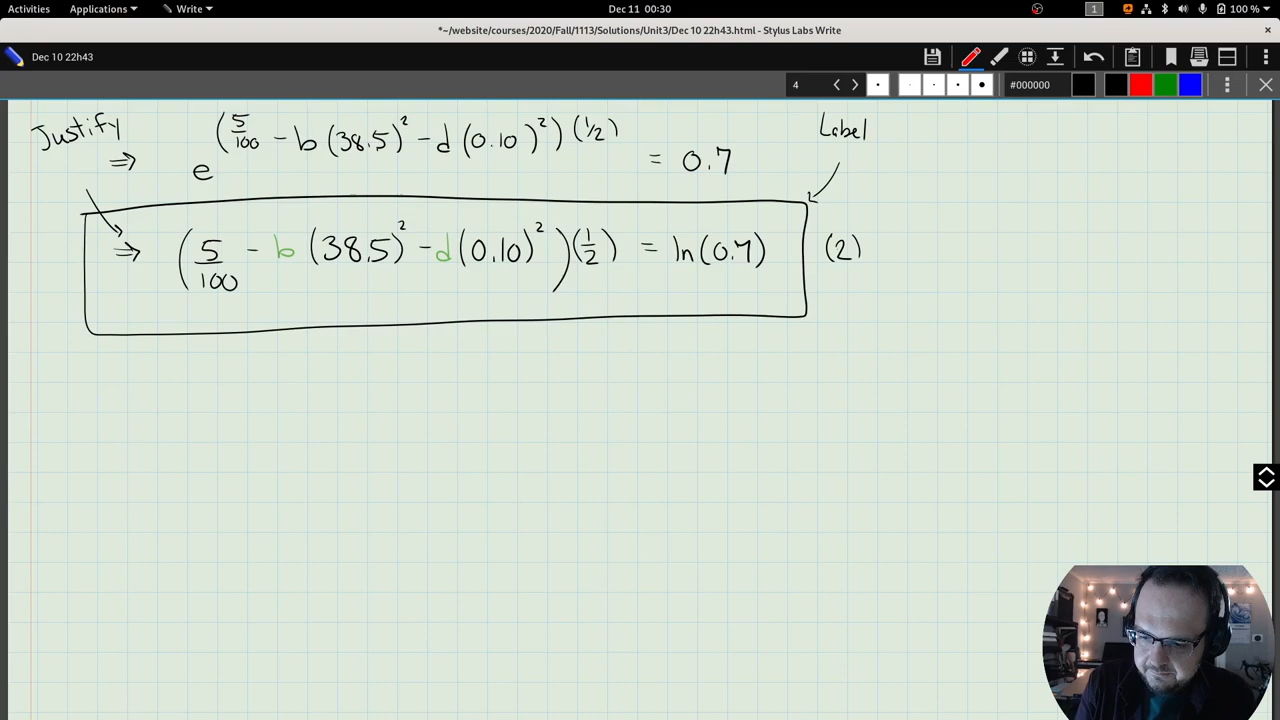 Activities Applications Write Dec 11 00:30 1 100 %
*~/website/courses/2020/Fall/1113/Solutions/Unit3/Dec 10 22h43.html - Stylus Labs Write ×
Dec 10 22h43
4 #000000
Justify
⇒ e^((5/100 - b(38.5)² - d(0.10)²)(1/2)) = 0.7
Label
⇒ (5/100 - b(38.5)² - d(0.10)²)(1/2) = ln(0.7) (2)